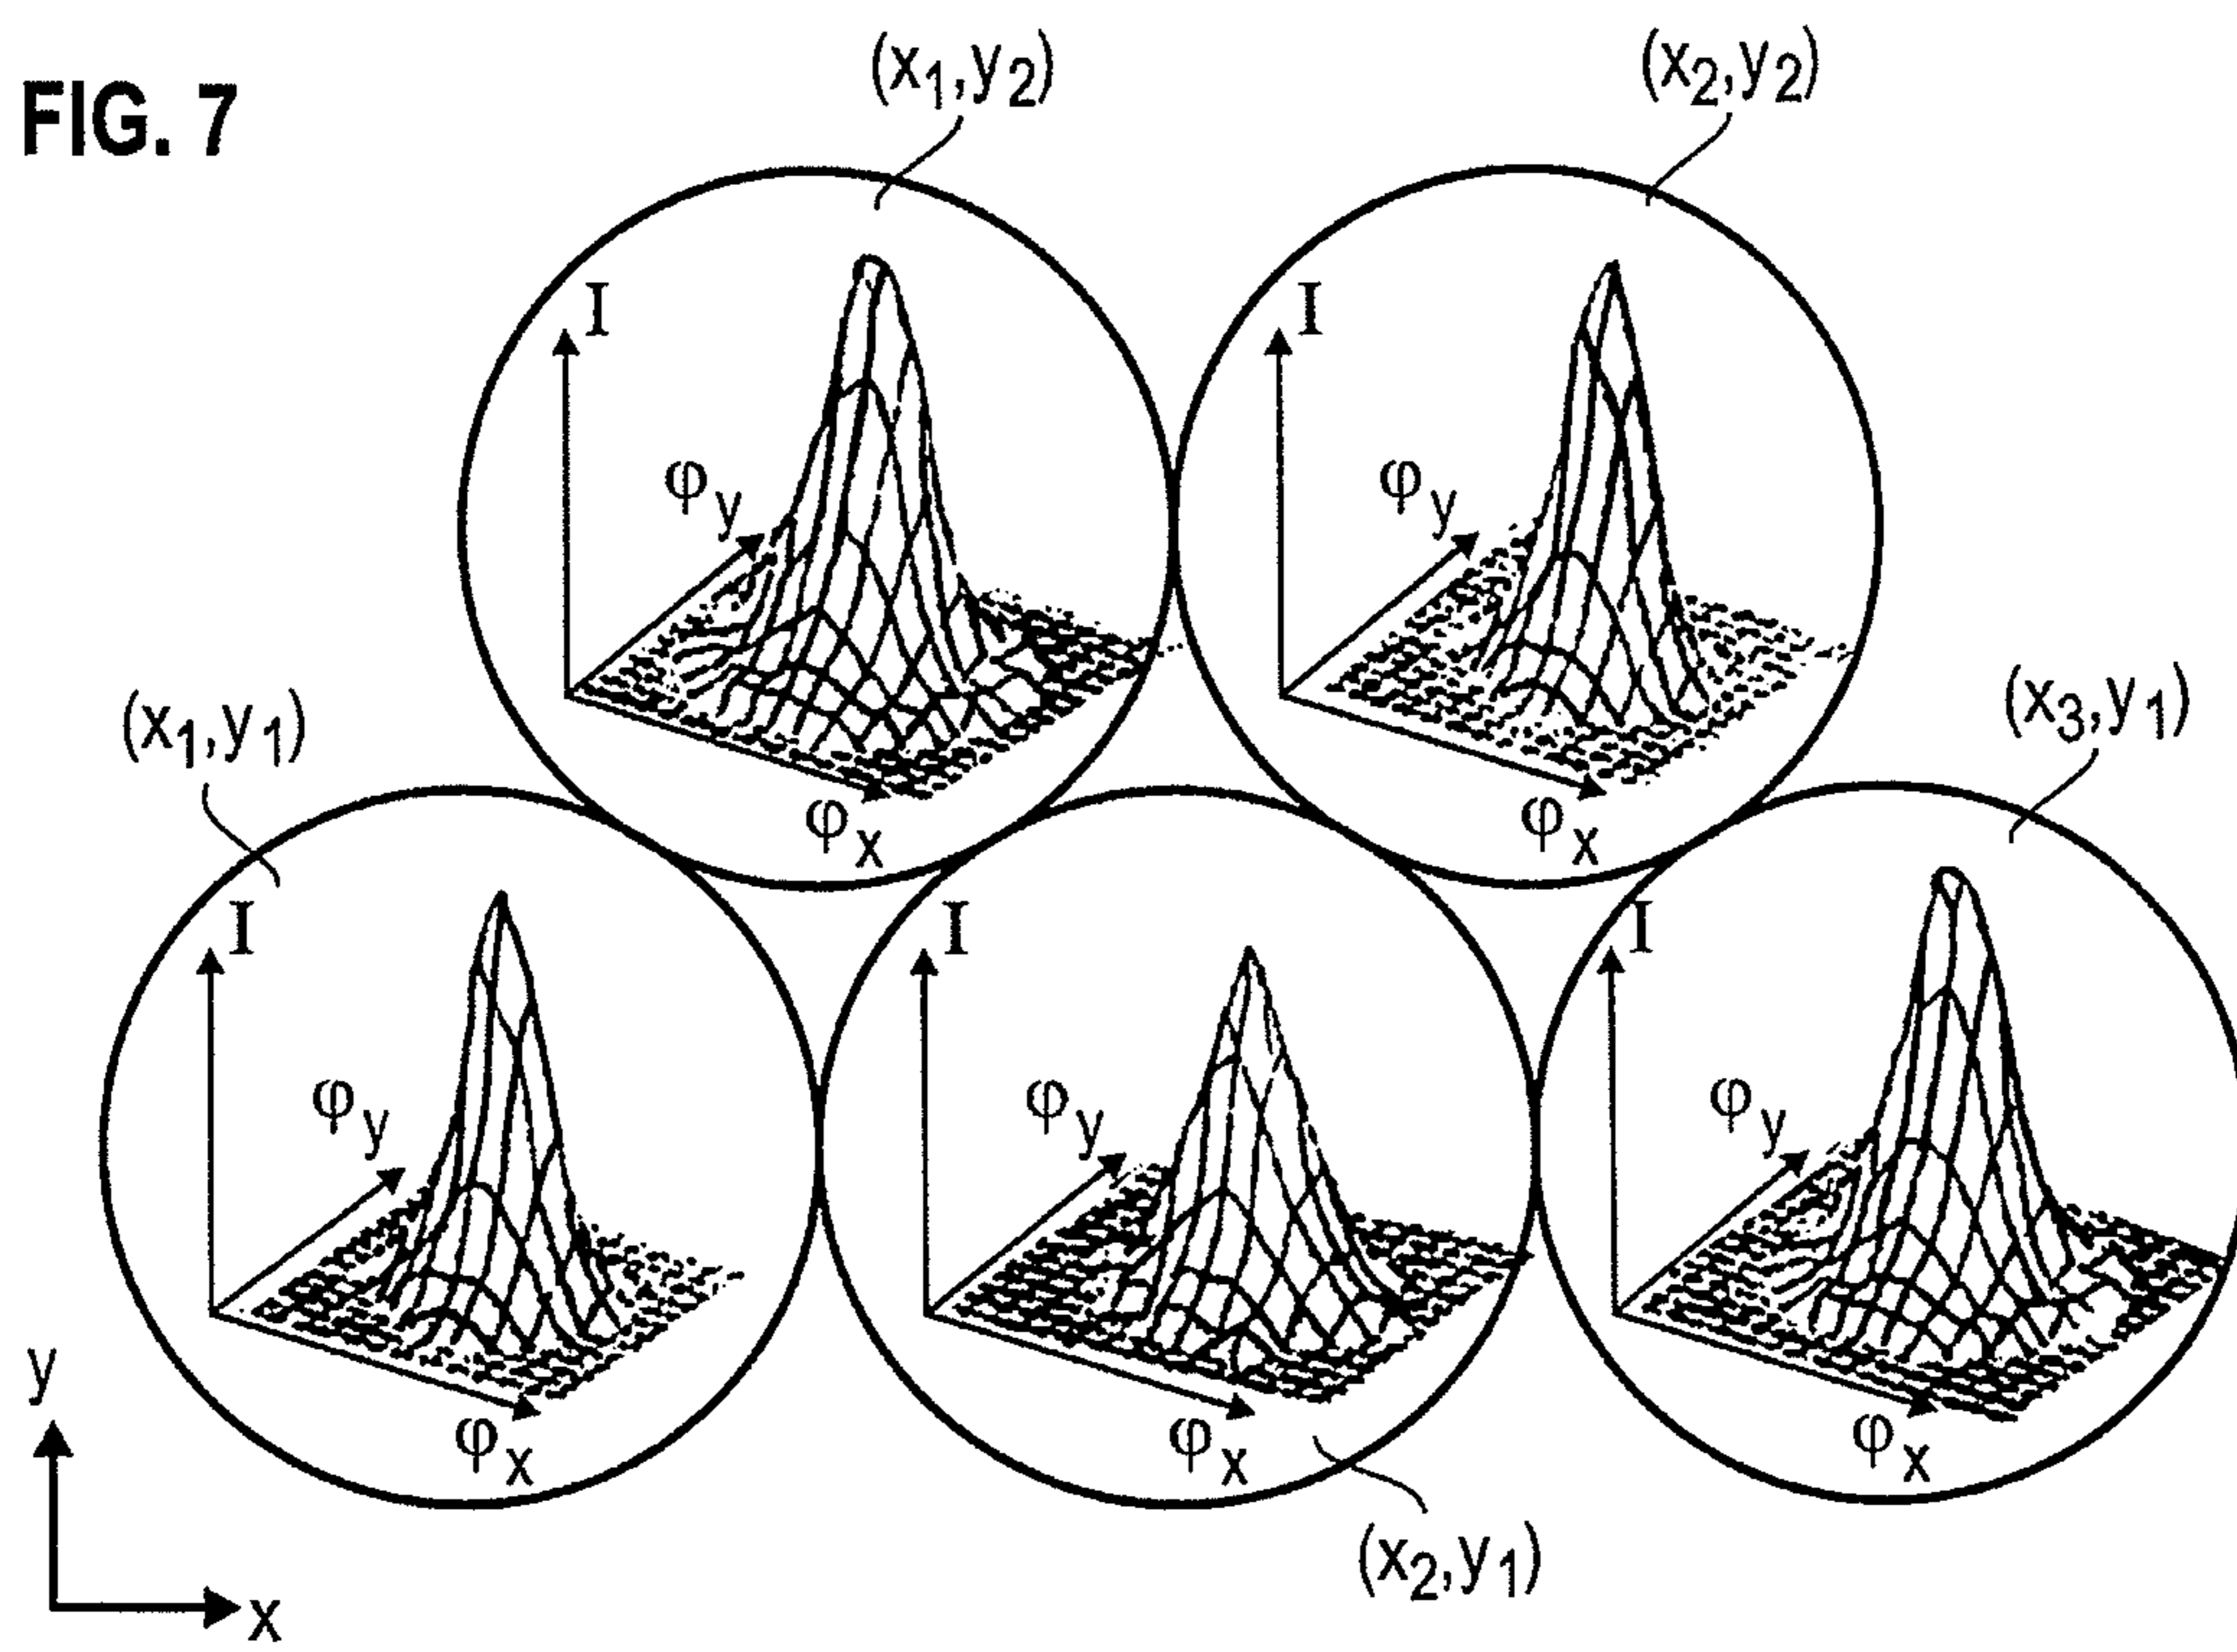 FIG. 7
(x₁,y₂)
(x₂,y₂)
I
φy
φx
I
φy
φx
(x₁,y₁)
(x₃,y₁)
I
φy
φx
I
φy
φx
I
φy
φx
(x₂,y₁)
y
x